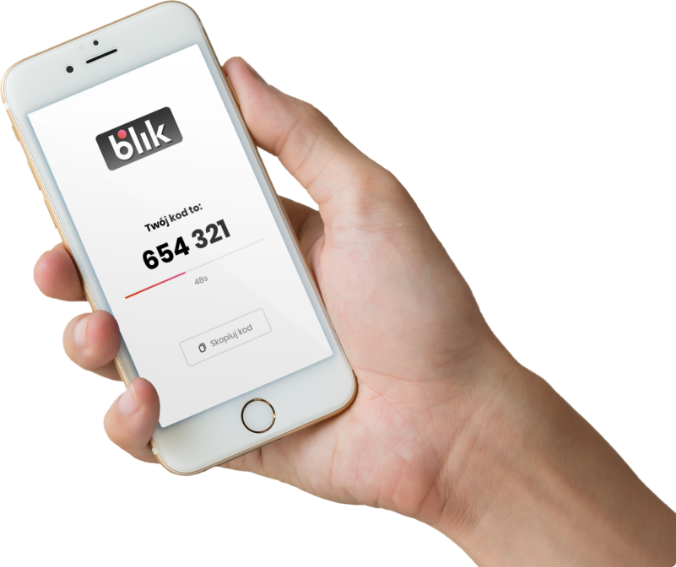 blik
Twój kod to:
654 321
48s
Skopiuj kod